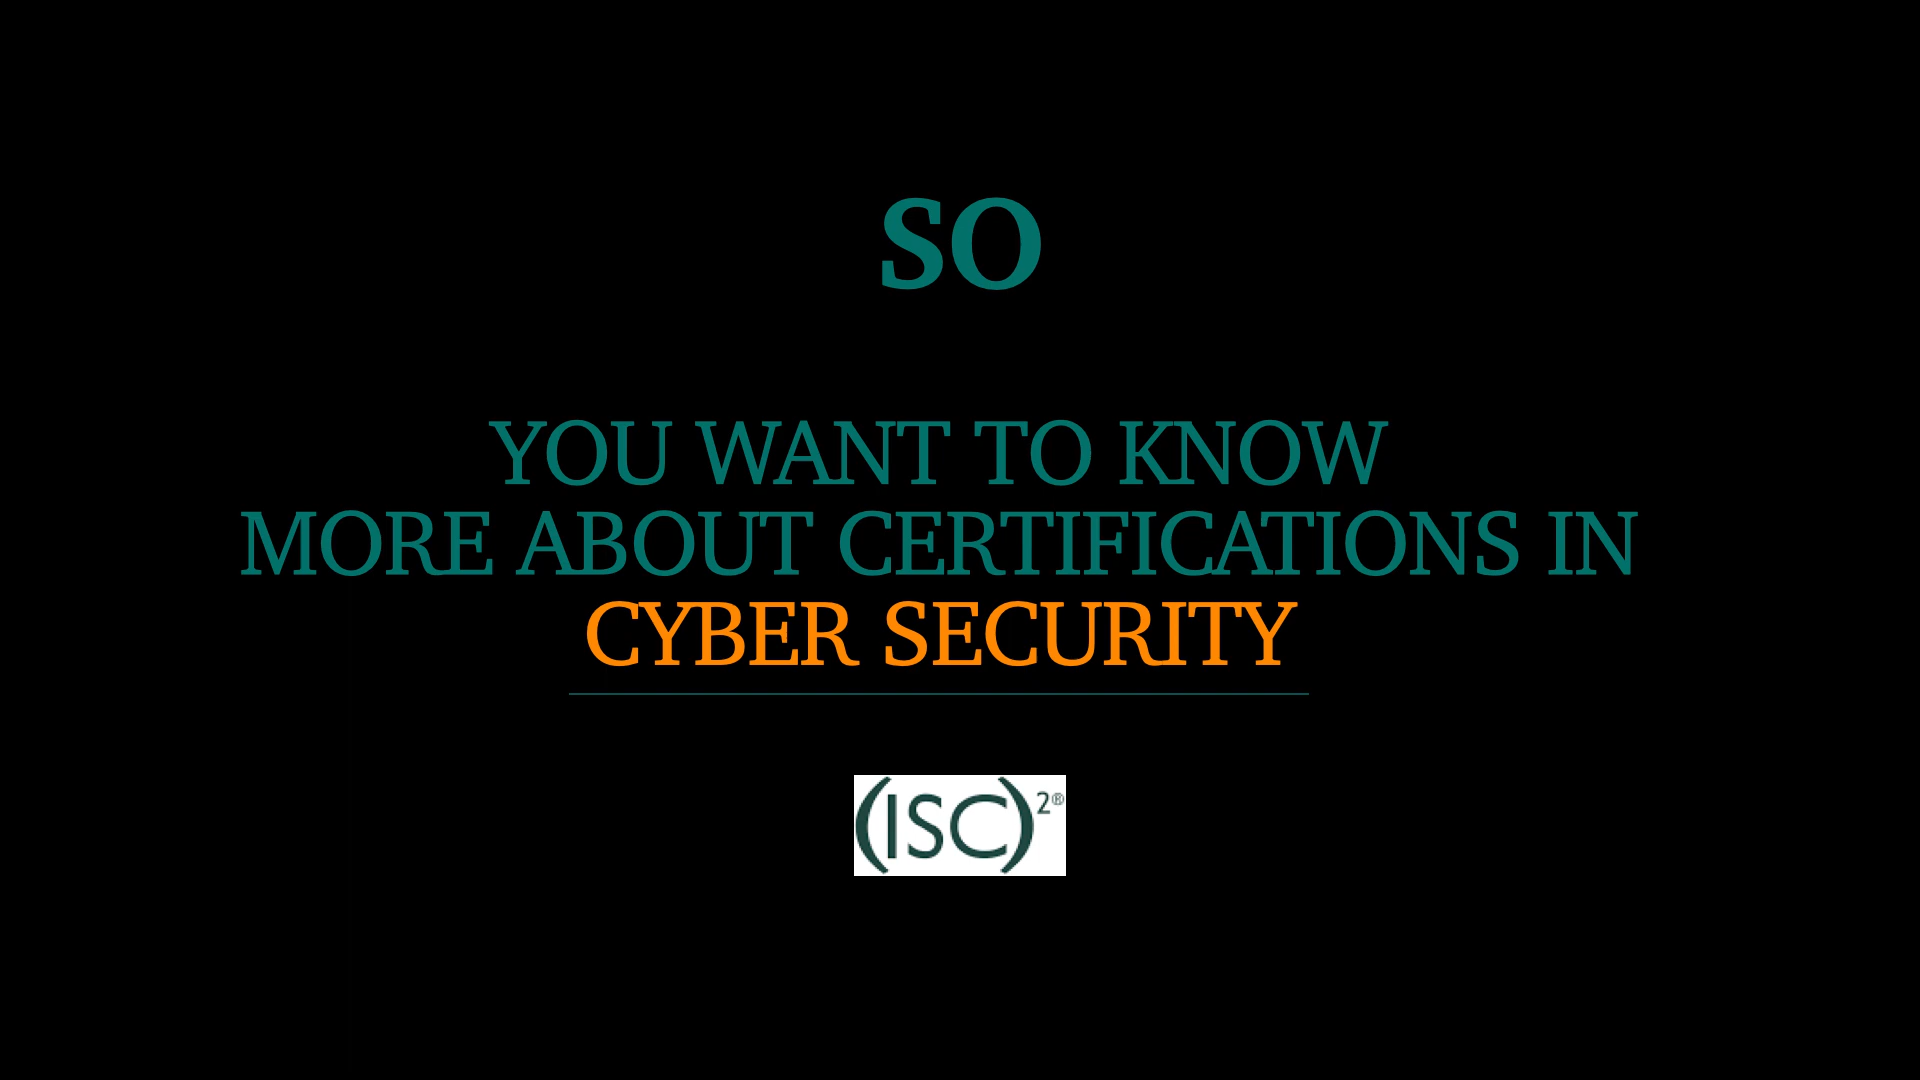 SO
YOU WANT TO KNOW
MORE ABOUT CERTIFICATIONS IN
CYBER SECURITY
(ISC)²®